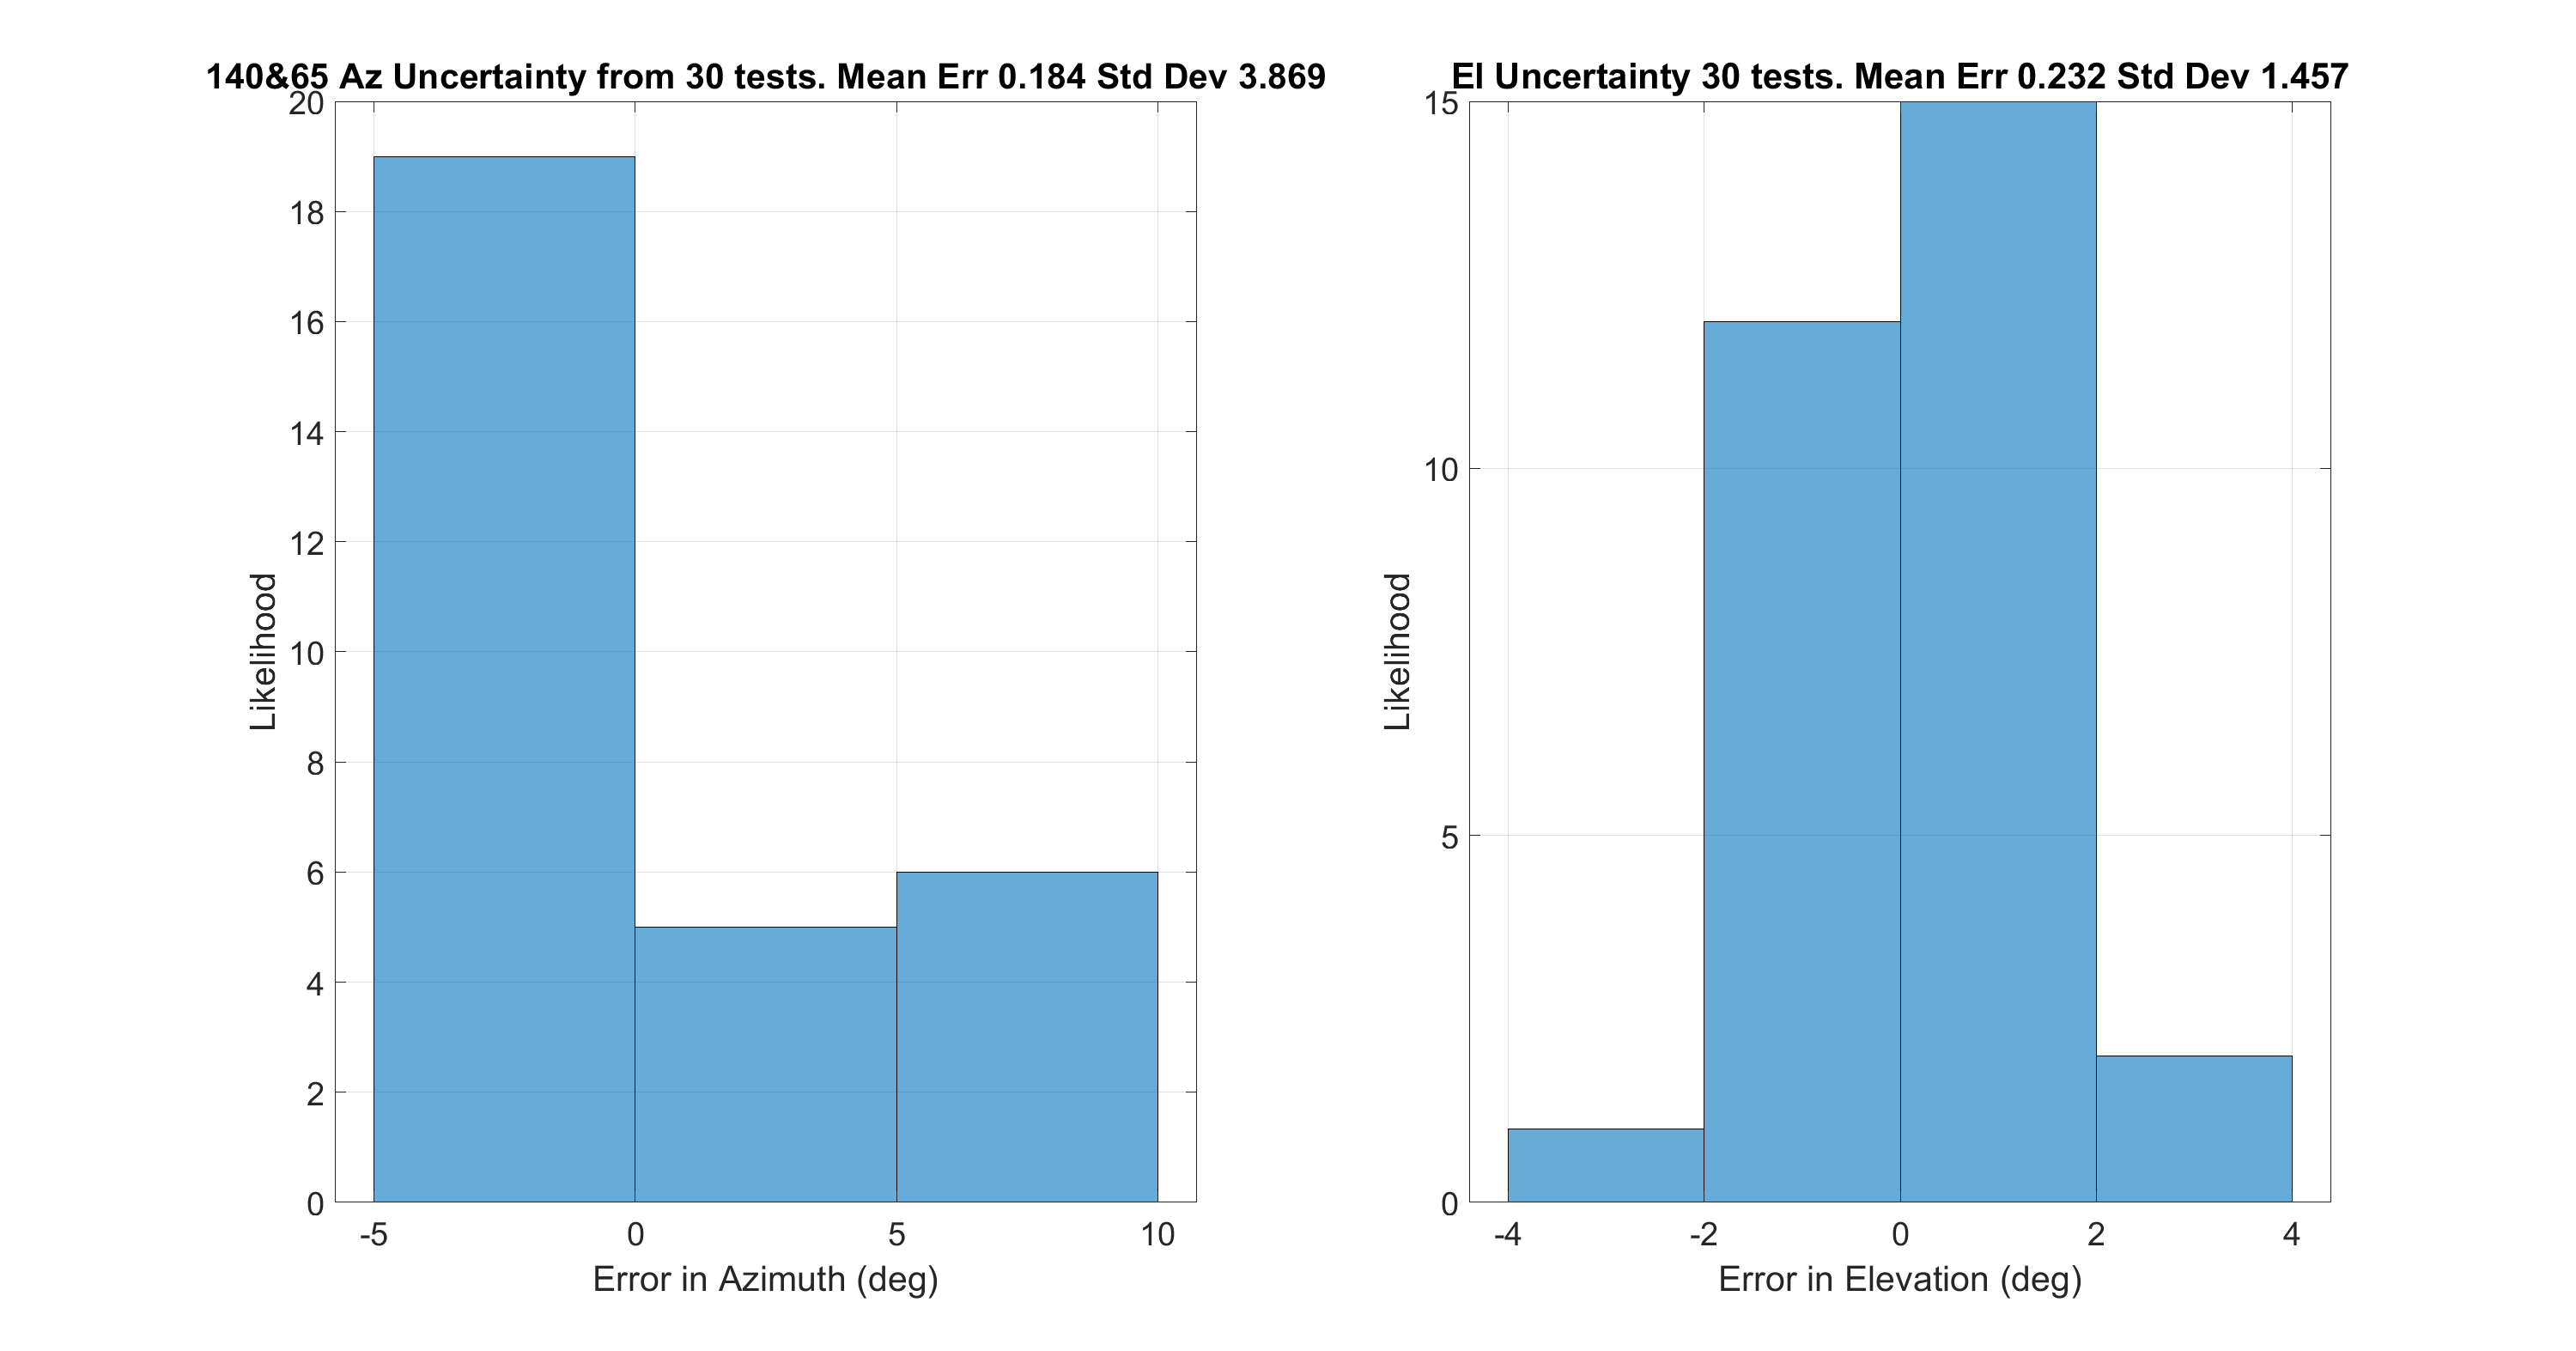 140&65 Az Uncertainty from 30 tests. Mean Err 0.184 Std Dev 3.869
20
18
16
14
12
10
8
6
4
2
0
Likelihood
-5 0 5 10
Error in Azimuth (deg)
El Uncertainty 30 tests. Mean Err 0.232 Std Dev 1.457
15
10
5
0
Likelihood
-4 -2 0 2 4
Error in Elevation (deg)